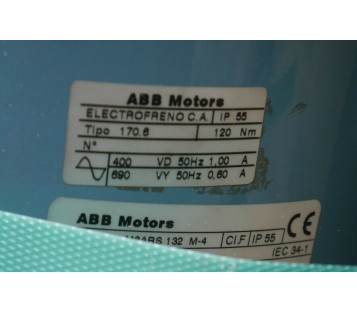 ABB Motors
ELECTROFRENO C.A. IP 55
Tipo 170.6 120 Nm
N°
400 VD 50Hz 1,00 A
690 VY 50Hz 0,60 A
ABB Motors CE
132 M-4 Cl.F IP 55
IEC 34-1